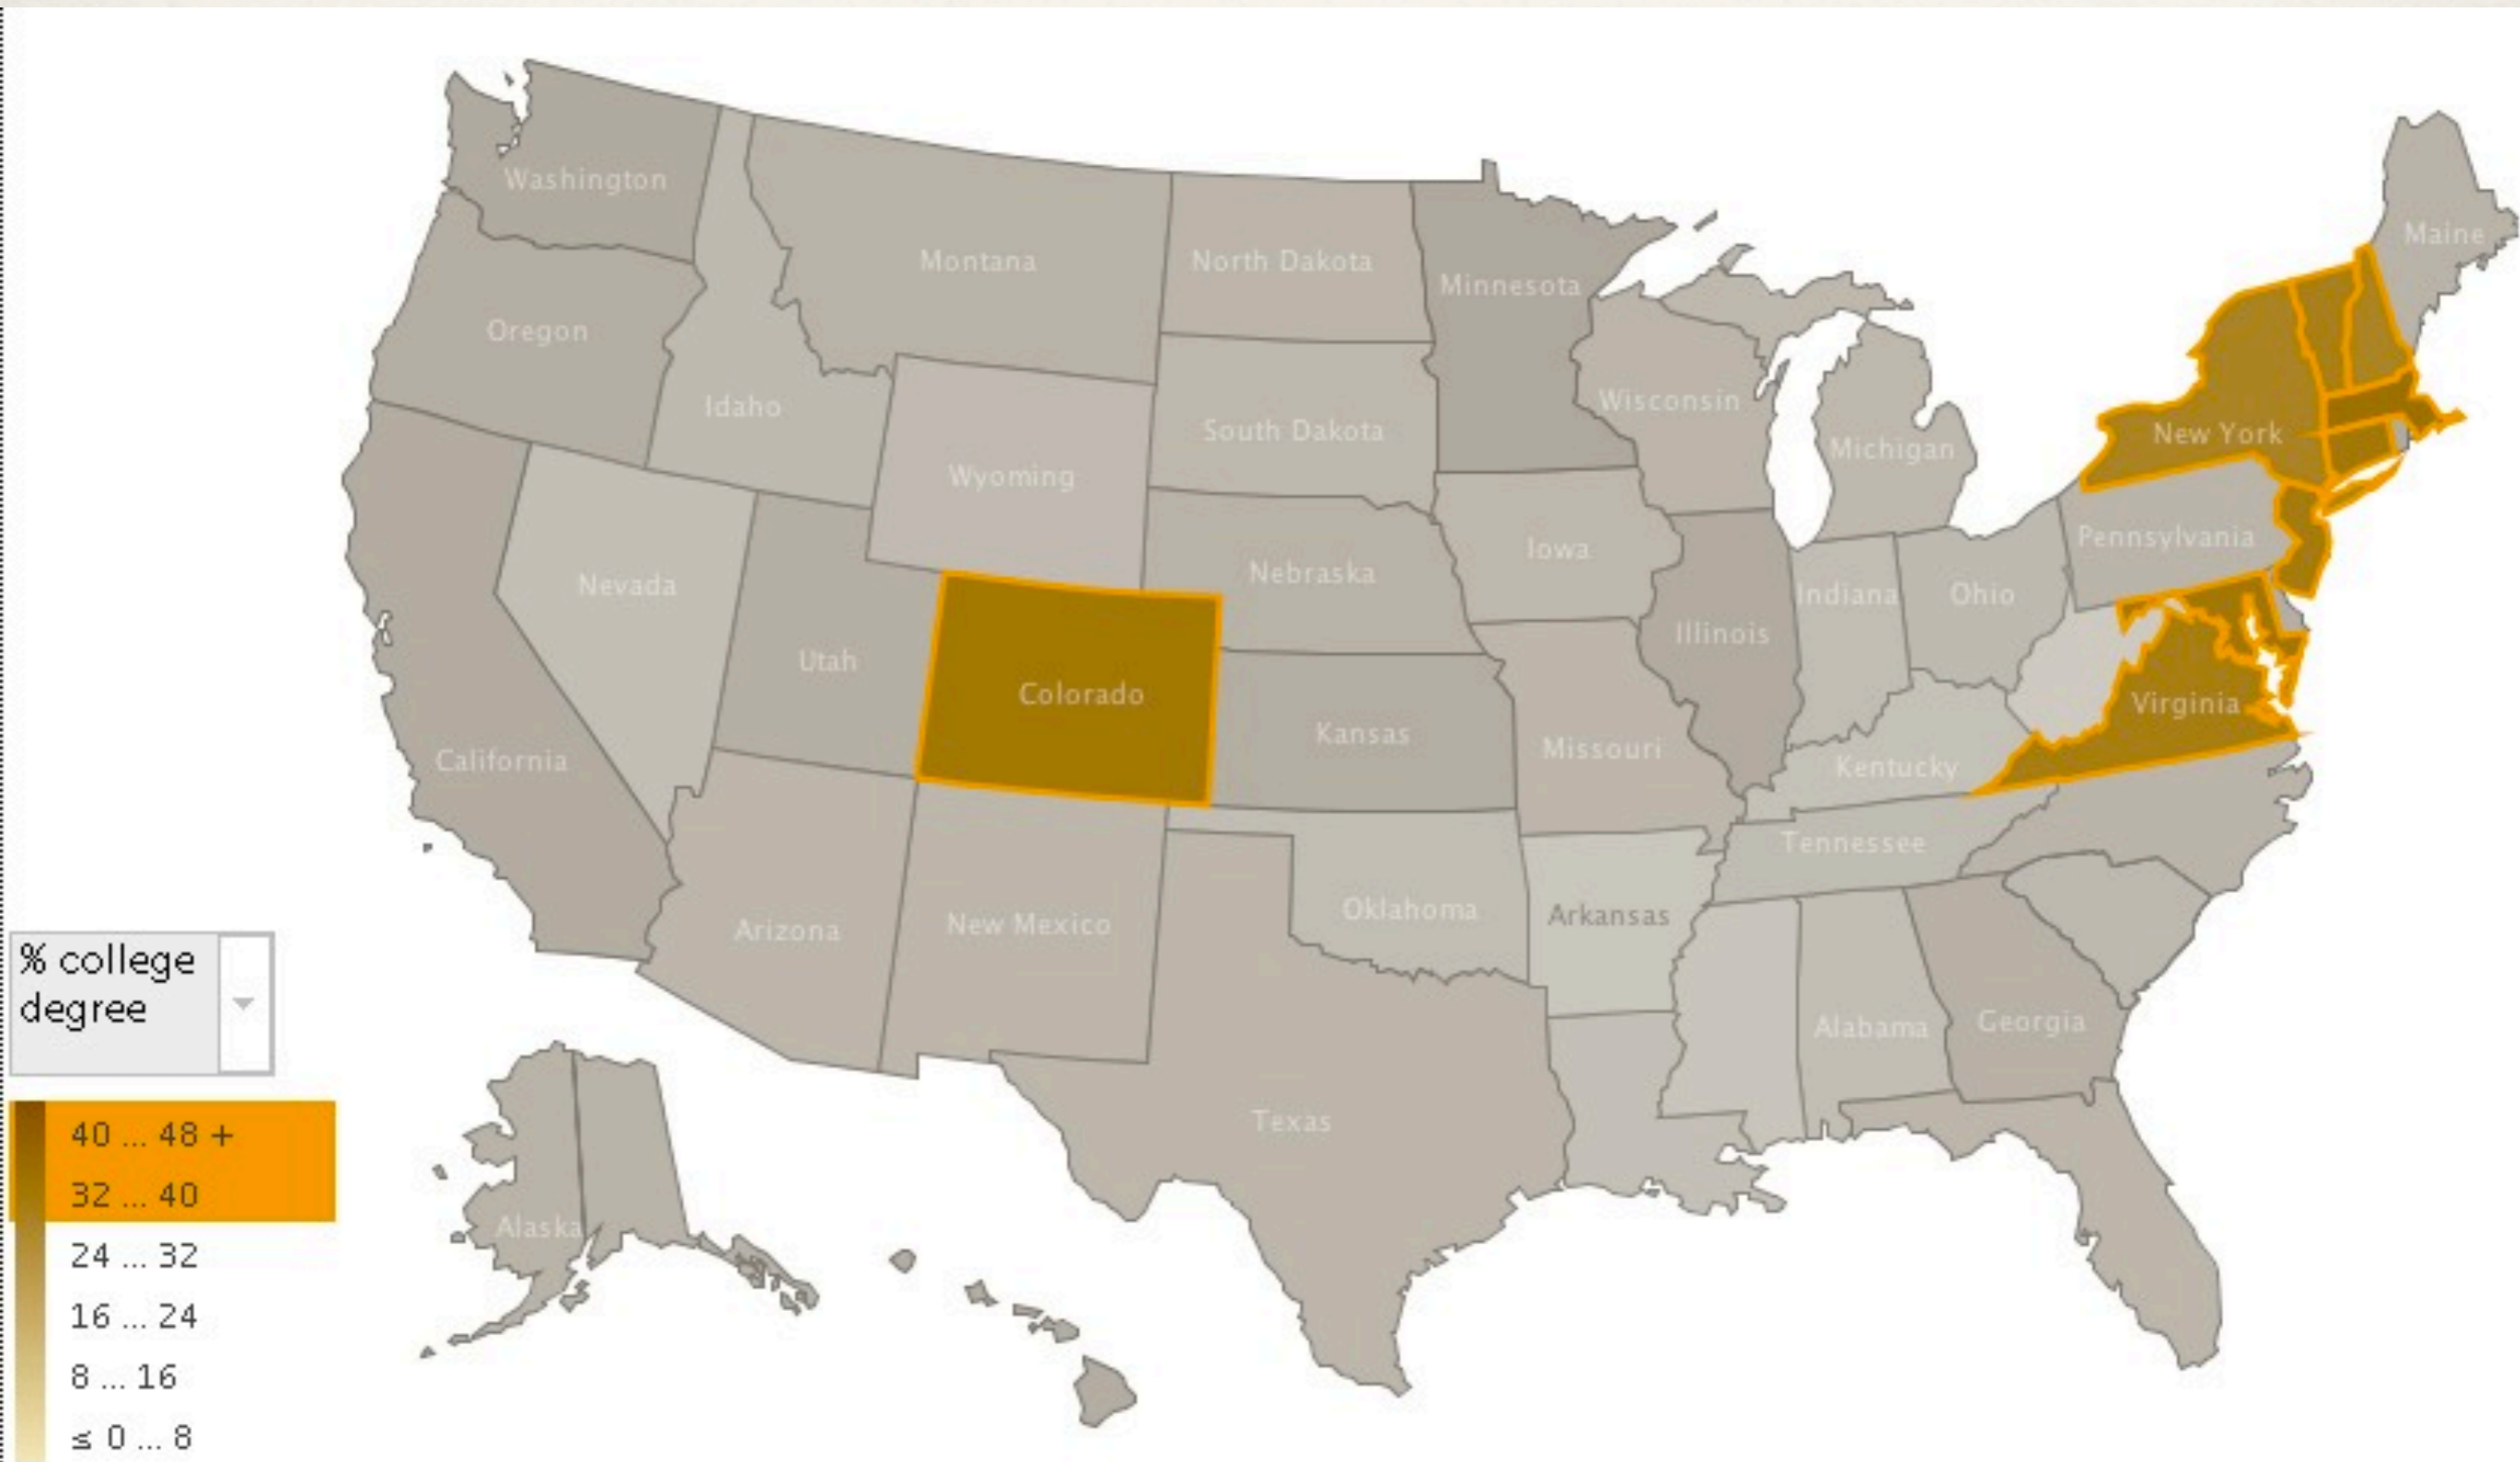 Washington
Maine
Montana
North Dakota
Minnesota
Oregon
Idaho
Wisconsin
South Dakota
New York
Michigan
Wyoming
Pennsylvania
Iowa
Nebraska
Nevada
Indiana
Ohio
Illinois
Utah
Colorado
Virginia
Kansas
Missouri
California
Kentucky
Tennessee
Oklahoma
Arkansas
New Mexico
Arizona
% college
degree
Georgia
Alabama
Texas
40 ... 48 +
32 ... 40
Alaska
24 ... 32
16 ... 24
8 ... 16
≤ 0 ... 8